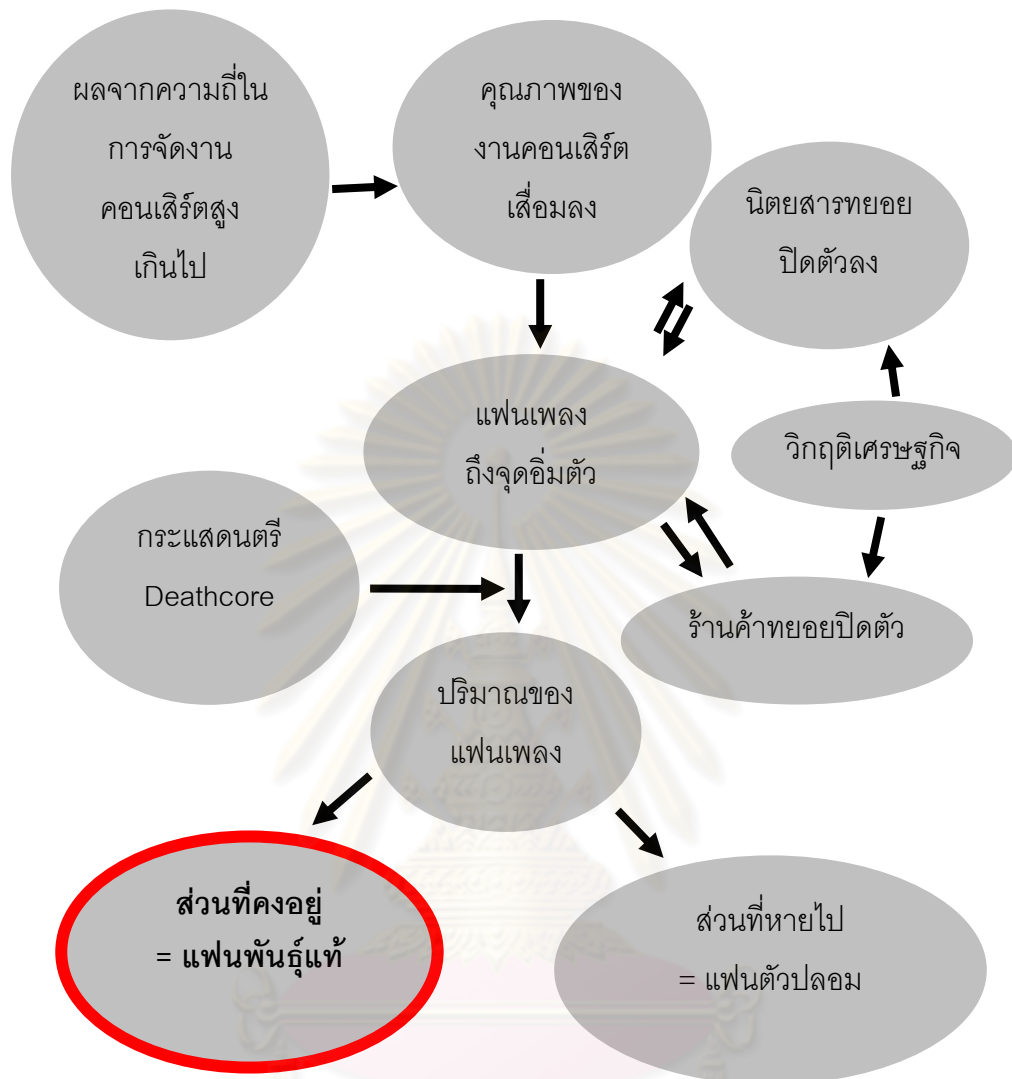 ผลจากความถี่ใน
การจัดงาน
คอนเสิร์ตสูง
เกินไป
คุณภาพของ
งานคอนเสิร์ต
เสื่อมลง
นิตยสารทยอย
ปิดตัวลง
แฟนเพลง
ถึงจุดอิ่มตัว
วิกฤติเศรษฐกิจ
กระแสดนตรี
Deathcore
ร้านค้าทยอยปิดตัว
ปริมาณของ
แฟนเพลง
ส่วนที่คงอยู่
= แฟนพันธุ์แท้
ส่วนที่หายไป
= แฟนตัวปลอม